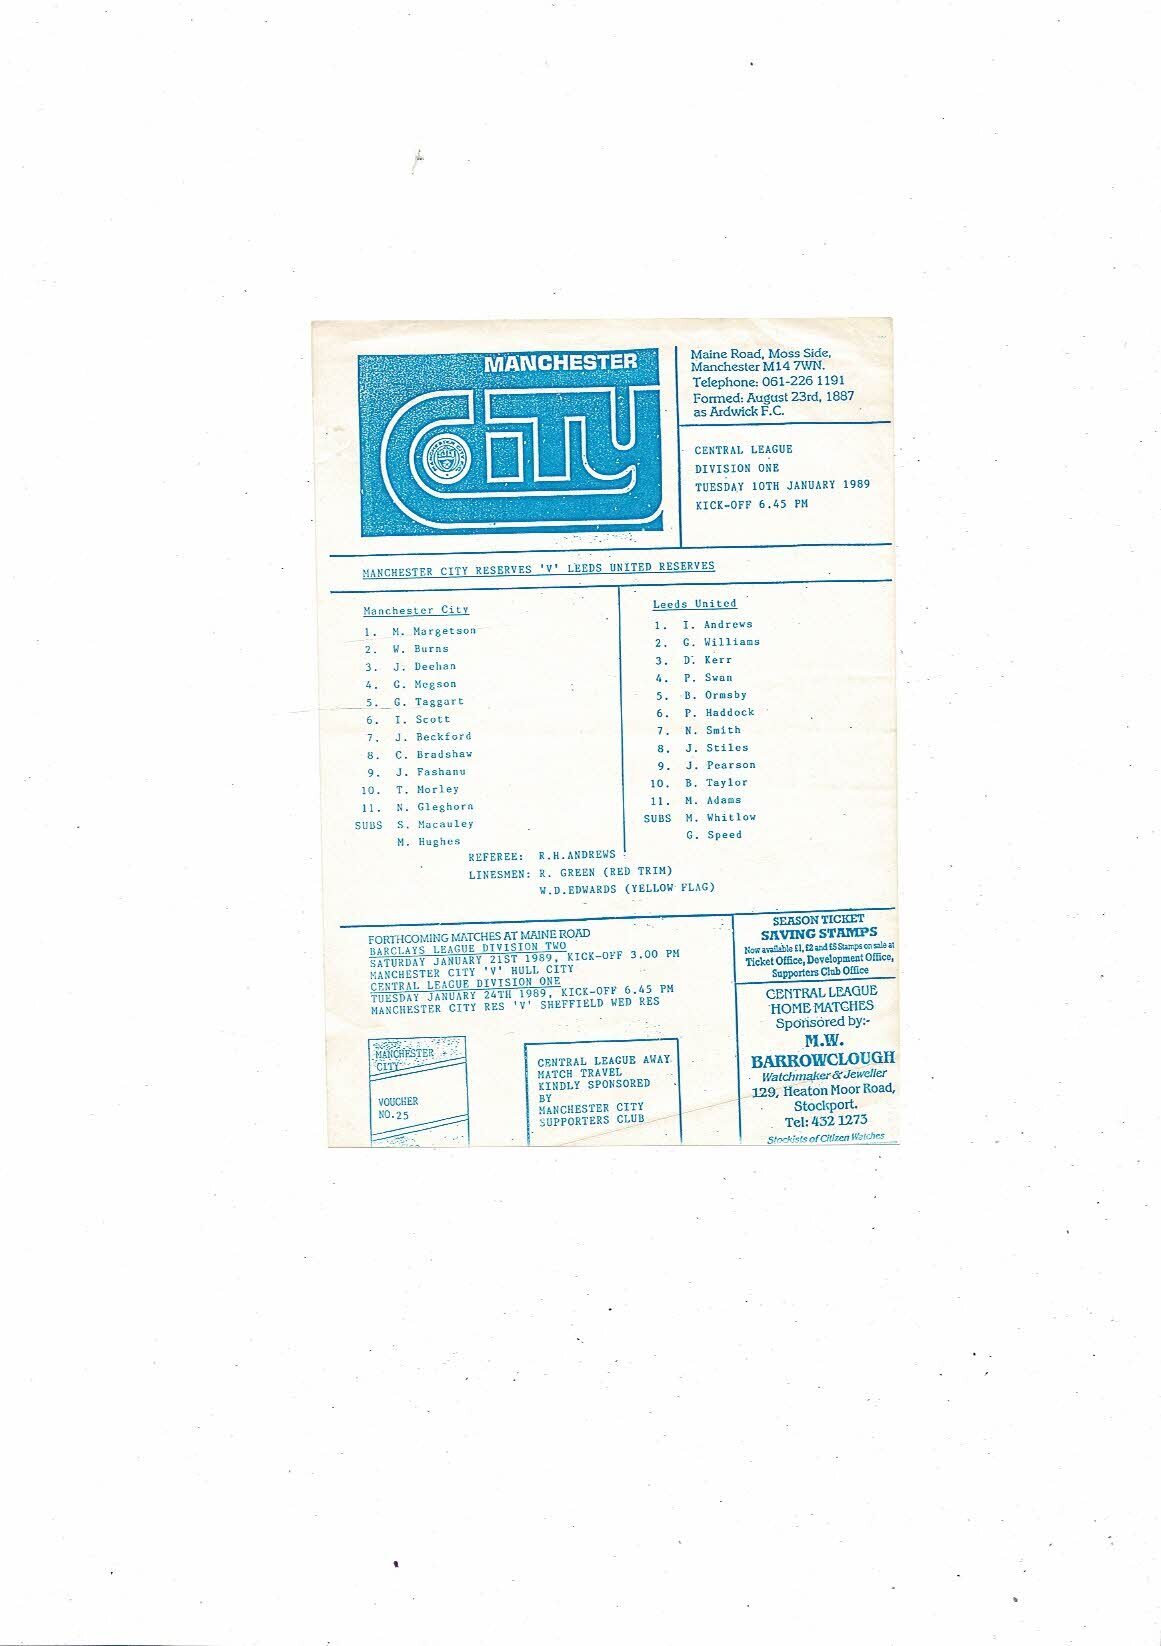 MANCHESTER
CITY
Maine Road, Moss Side,
Manchester M14 7WN.
Telephone: 061-226 1191
Formed: August 23rd, 1887
as Ardwick F.C.
CENTRAL LEAGUE
DIVISION ONE
TUESDAY 10TH JANUARY 1989
KICK-OFF 6.45 PM
MANCHESTER CITY RESERVES 'V' LEEDS UNITED RESERVES
Manchester City
1. M. Margetson
2. W. Burns
3. J. Deehan
4. G. Megson
5. G. Taggart
6. I. Scott
7. J. Beckford
8. C. Bradshaw
9. J. Fashanu
10. T. Morley
11. N. Gleghorn
SUBS S. Macauley
M. Hughes
Leeds United
1. I. Andrews
2. G. Williams
3. D. Kerr
4. P. Swan
5. B. Ormsby
6. P. Haddock
7. N. Smith
8. J. Stiles
9. J. Pearson
10. B. Taylor
11. M. Adams
SUBS M. Whitlow
G. Speed
REFEREE: R.H.ANDREWS
LINESMEN: R. GREEN (RED TRIM)
W.D.EDWARDS (YELLOW FLAG)
FORTHCOMING MATCHES AT MAINE ROAD
BARCLAYS LEAGUE DIVISION TWO
SATURDAY JANUARY 21ST 1989, KICK-OFF 3.00 PM
MANCHESTER CITY 'V' HULL CITY
CENTRAL LEAGUE DIVISION ONE
TUESDAY JANUARY 24TH 1989, KICK-OFF 6.45 PM
MANCHESTER CITY RES 'V' SHEFFIELD WED RES
MANCHESTER
CITY
VOUCHER
NO.25
CENTRAL LEAGUE AWAY
MATCH TRAVEL
KINDLY SPONSORED
BY
MANCHESTER CITY
SUPPORTERS CLUB
SEASON TICKET
SAVING STAMPS
Now available £1, £2 and £5 Stamps on sale at
Ticket Office, Development Office,
Supporters Club Office
CENTRAL LEAGUE
HOME MATCHES
Sponsored by:-
M.W.
BARROWCLOUGH
Watchmaker & Jeweller
129, Heaton Moor Road,
Stockport.
Tel: 432 1273
Stockists of Citizen Watches